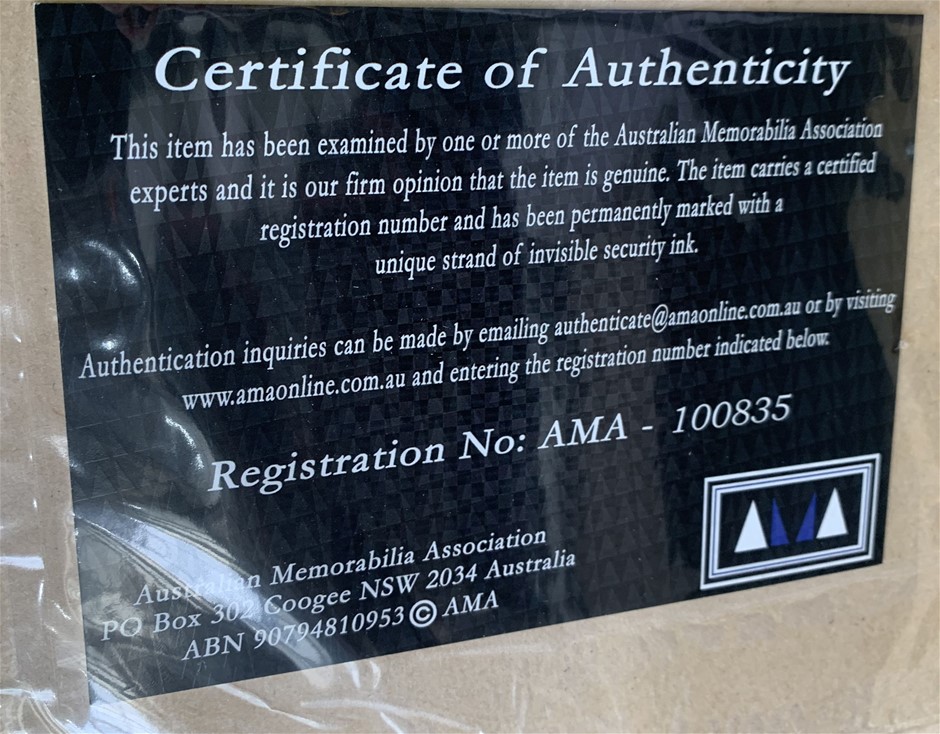 Certificate of Authenticity
This item has been examined by one or more of the Australian Memorabilia Association
experts and it is our firm opinion that the item is genuine. The item carries a certified
registration number and has been permanently marked with a
unique strand of invisible security ink.
Authentication inquiries can be made by emailing authenticate@amaonline.com.au or by visiting
www.amaonline.com.au and entering the registration number indicated below.
Registration No: AMA - 100835
Australian Memorabilia Association
PO Box 302 Coogee NSW 2034 Australia
ABN 90794810953 © AMA
AMA